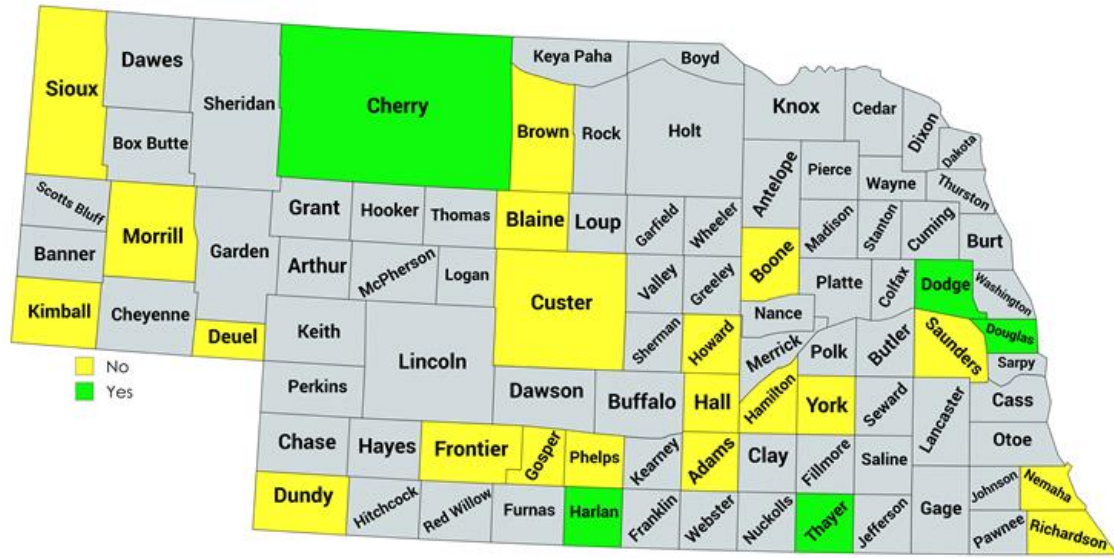 Sioux
Dawes
Box Butte
Sheridan
Cherry
Keya Paha
Boyd
Brown
Rock
Holt
Knox
Cedar
Dixon
Dakota
Scotts Bluff
Banner
Morrill
Garden
Grant
Hooker
Thomas
Blaine
Loup
Garfield
Wheeler
Antelope
Pierce
Wayne
Thurston
Madison
Stanton
Cuming
Burt
Kimball
Cheyenne
Deuel
Arthur
McPherson
Logan
Custer
Valley
Greeley
Boone
Platte
Colfax
Dodge
Washington
Keith
Lincoln
Sherman
Howard
Nance
Merrick
Polk
Butler
Saunders
Douglas
Sarpy
No
Yes
Perkins
Dawson
Buffalo
Hall
Hamilton
York
Seward
Lancaster
Cass
Otoe
Chase
Hayes
Frontier
Gosper
Phelps
Kearney
Adams
Clay
Fillmore
Saline
Dundy
Hitchcock
Red Willow
Furnas
Harlan
Franklin
Webster
Nuckolls
Thayer
Jefferson
Gage
Johnson
Nemaha
Pawnee
Richardson